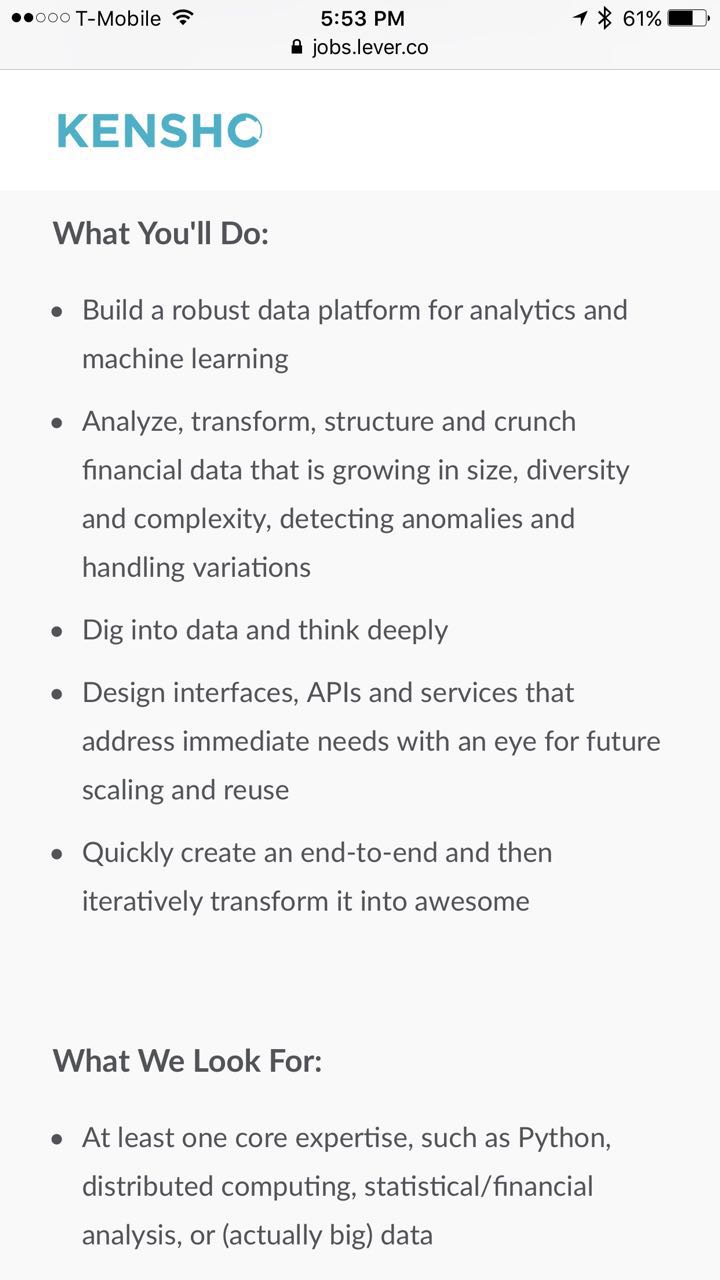 T-Mobile 5:53 PM 61%
jobs.lever.co
KENSHO
What You'll Do:
• Build a robust data platform for analytics and
machine learning
• Analyze, transform, structure and crunch
financial data that is growing in size, diversity
and complexity, detecting anomalies and
handling variations
• Dig into data and think deeply
• Design interfaces, APIs and services that
address immediate needs with an eye for future
scaling and reuse
• Quickly create an end-to-end and then
iteratively transform it into awesome
What We Look For:
• At least one core expertise, such as Python,
distributed computing, statistical/financial
analysis, or (actually big) data